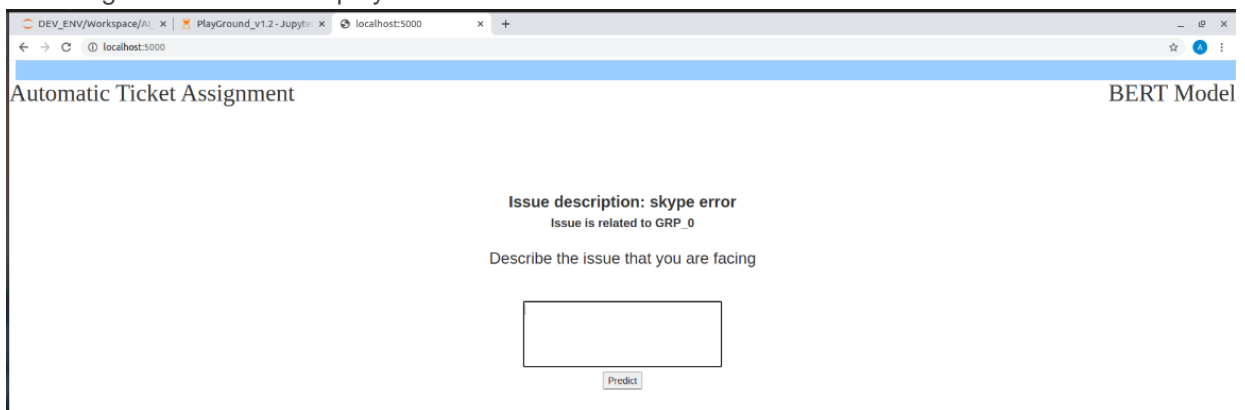 DEV_ENV/Workspace/AI_
PlayGround_v1.2 - Jupyte
localhost:5000
localhost:5000
A
Automatic Ticket Assignment
BERT Model
Issue description: skype error
Issue is related to GRP_0
Describe the issue that you are facing
Predict